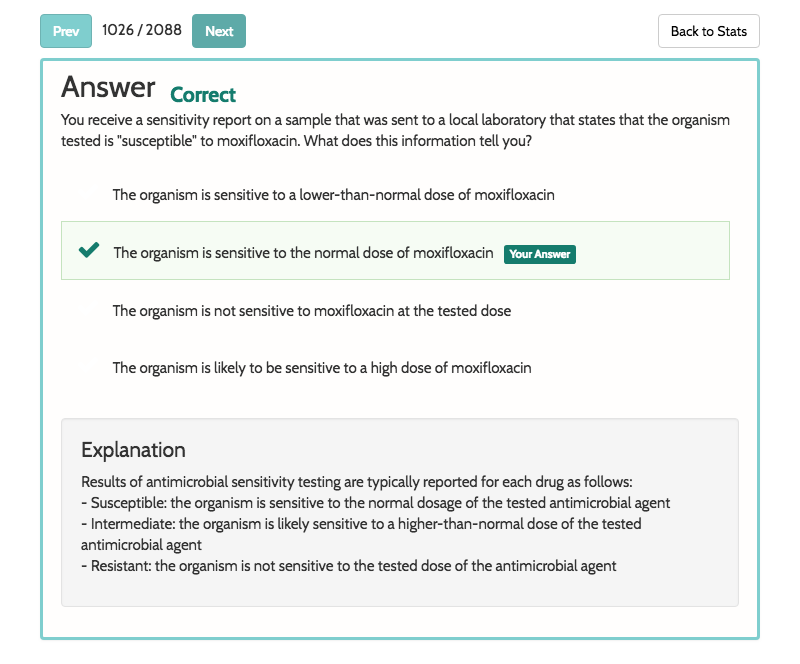 Prev 1026 / 2088 Next Back to Stats
Answer Correct
You receive a sensitivity report on a sample that was sent to a local laboratory that states that the organism
tested is "susceptible" to moxifloxacin. What does this information tell you?
The organism is sensitive to a lower-than-normal dose of moxifloxacin
The organism is sensitive to the normal dose of moxifloxacin Your Answer
The organism is not sensitive to moxifloxacin at the tested dose
The organism is likely to be sensitive to a high dose of moxifloxacin
Explanation
Results of antimicrobial sensitivity testing are typically reported for each drug as follows:
- Susceptible: the organism is sensitive to the normal dosage of the tested antimicrobial agent
- Intermediate: the organism is likely sensitive to a higher-than-normal dose of the tested
antimicrobial agent
- Resistant: the organism is not sensitive to the tested dose of the antimicrobial agent